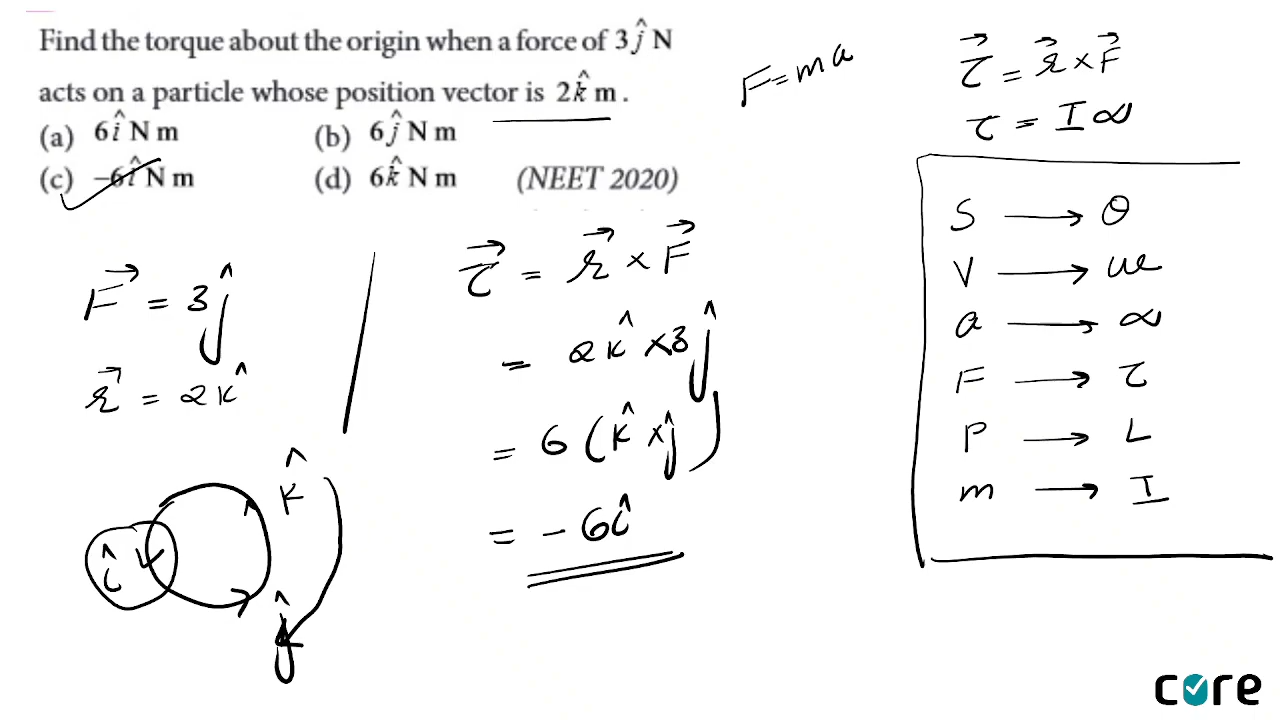 Find the torque about the origin when a force of 3ĵ N
acts on a particle whose position vector is 2k̂ m.
(a) 6î N m (b) 6ĵ N m
(c) −6î N m (d) 6k̂ N m (NEET 2020)
F = ma
τ⃗ = r⃗ × F⃗
τ = I α
S → θ
V → ω
a → α
F → τ
P → L
m → I
F⃗ = 3ĵ
r⃗ = 2k̂
k̂
î
ĵ
τ⃗ = r⃗ × F⃗
= 2k̂ × 3ĵ
= 6 (k̂ × ĵ)
= − 6î
core